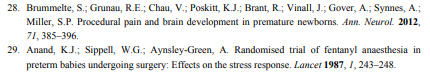 28. Brummelte, S.; Grunau, R.E.; Chau, V.; Poskitt, K.J.; Brant, R.; Vinall, J.; Gover, A.; Synnes, A.;
Miller, S.P. Procedural pain and brain development in premature newborns. Ann. Neurol. 2012,
71, 385–396.
29. Anand, K.J.; Sippell, W.G.; Aynsley-Green, A. Randomised trial of fentanyl anaesthesia in
preterm babies undergoing surgery: Effects on the stress response. Lancet 1987, 1, 243–248.